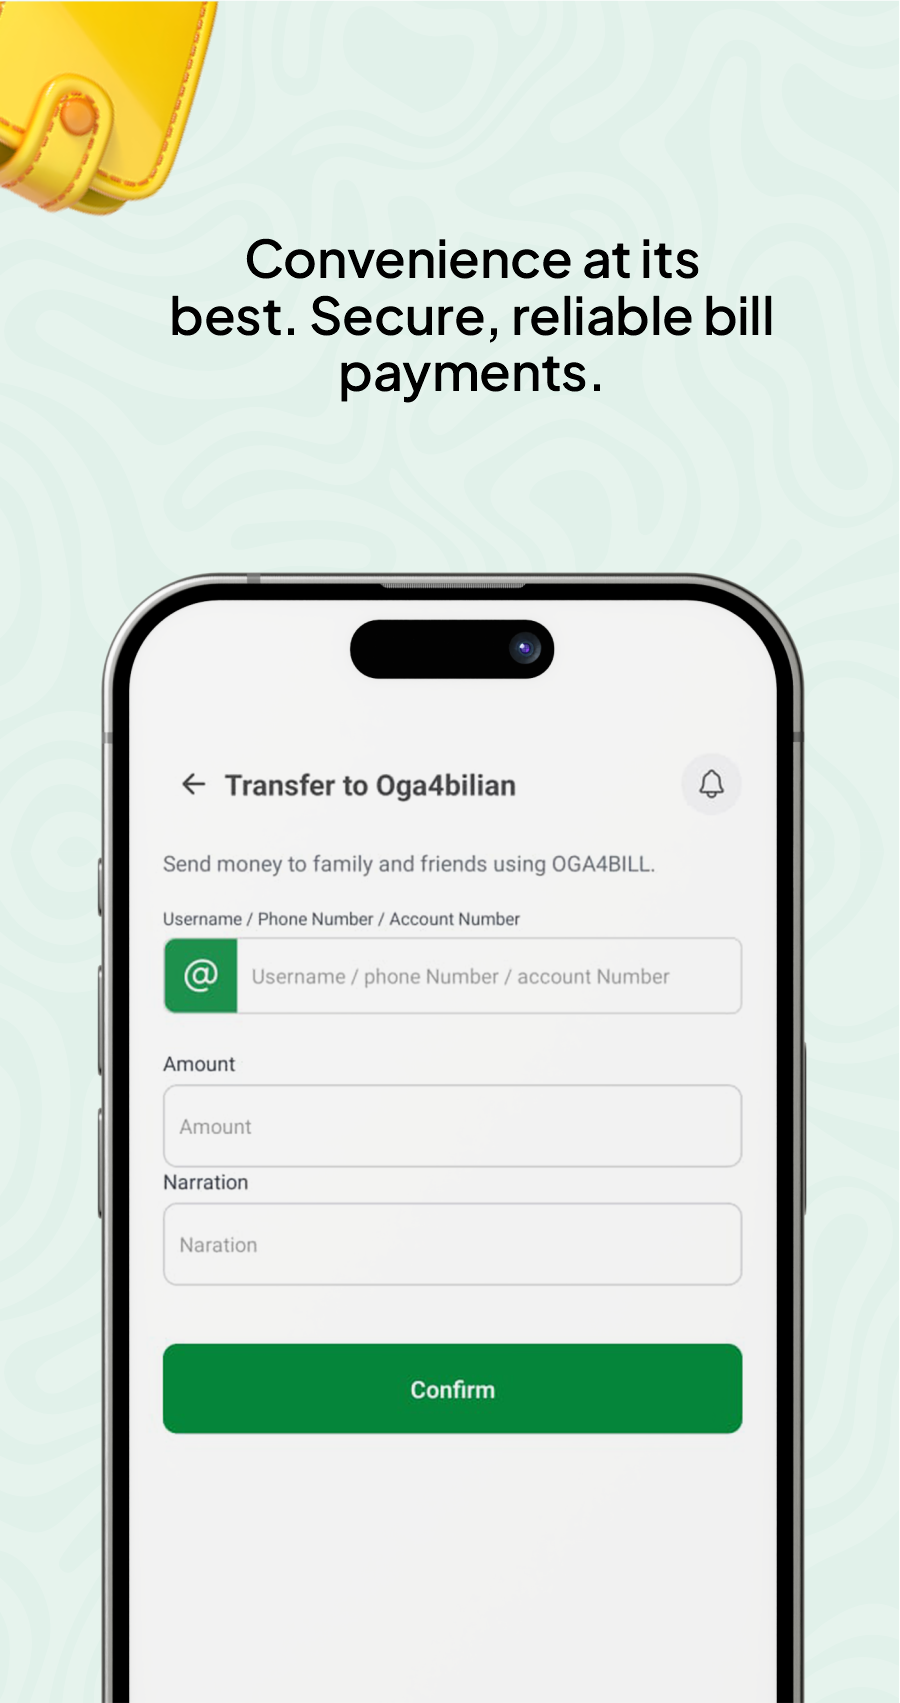 Convenience at its
best. Secure, reliable bill
payments.
Transfer to Oga4bilian
Send money to family and friends using OGA4BILL.
Username / Phone Number / Account Number
@ Username / phone Number / account Number
Amount
Amount
Narration
Naration
Confirm